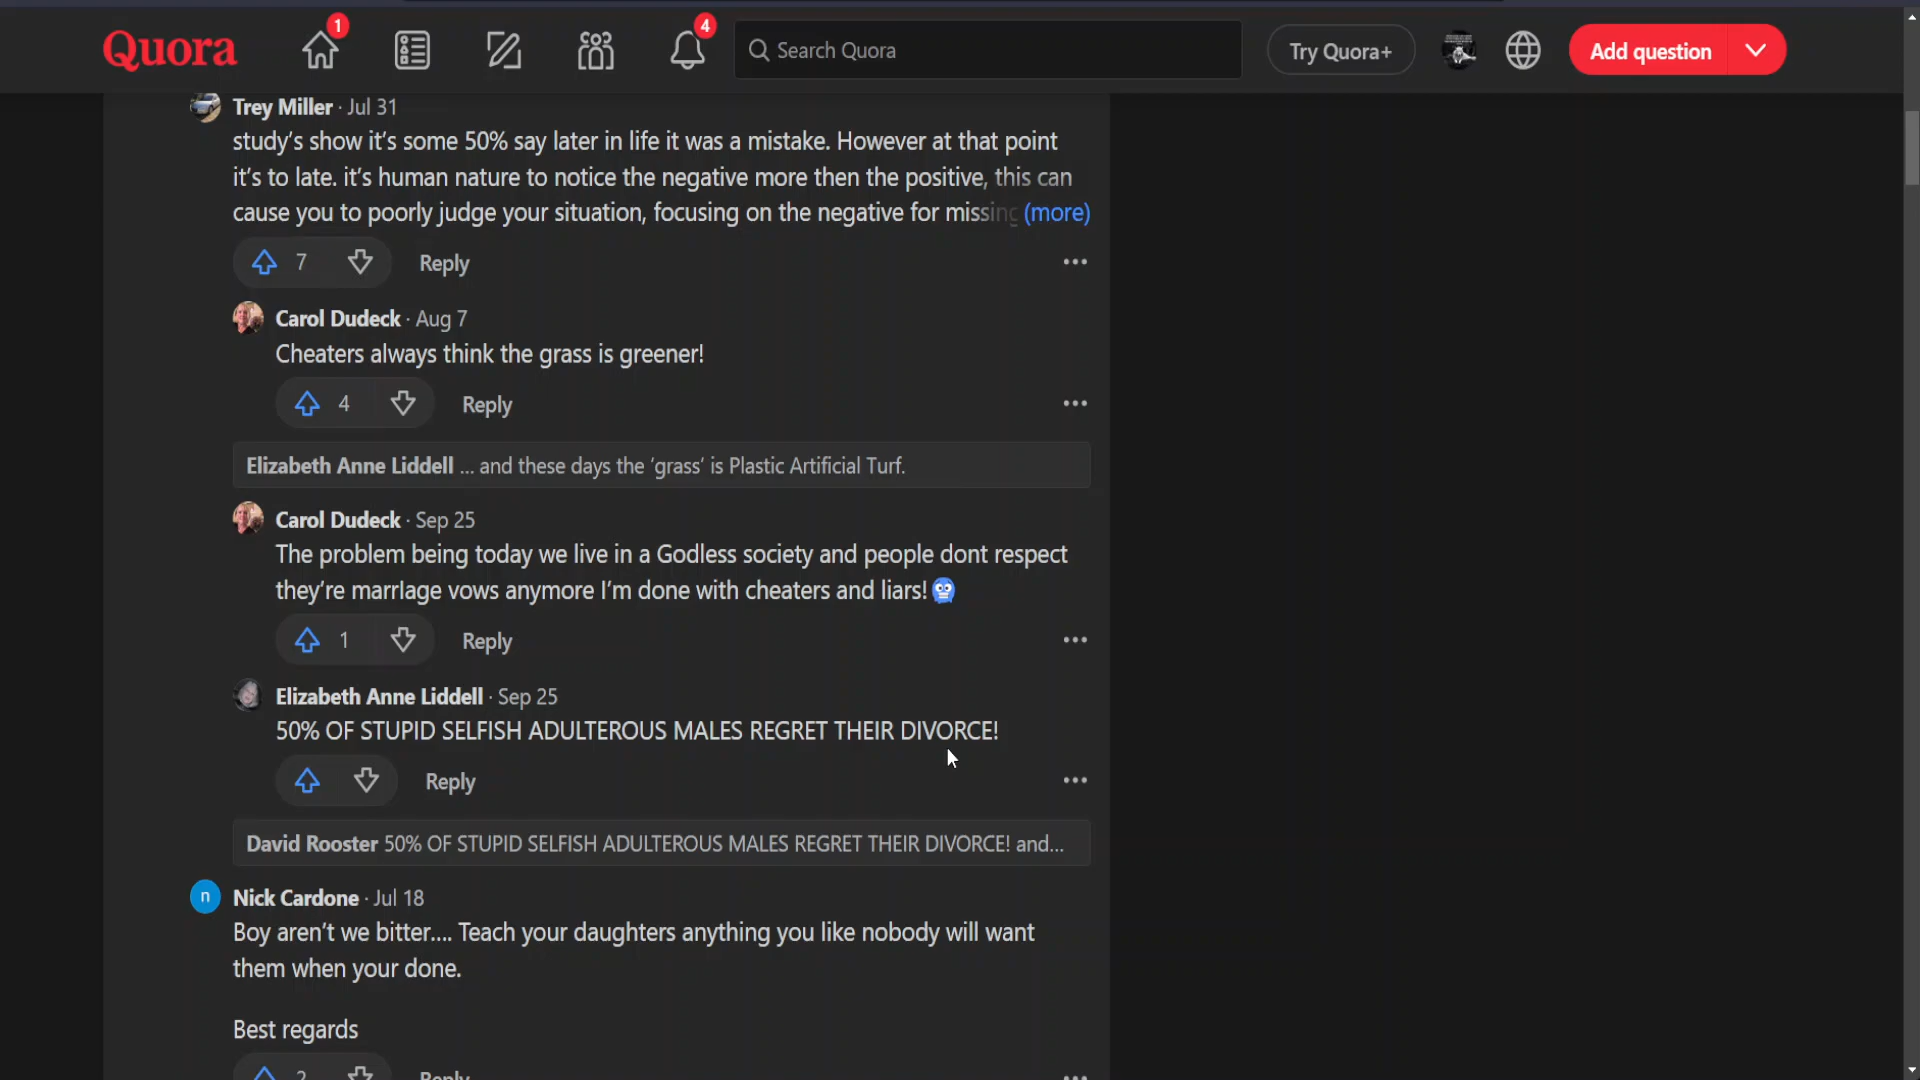 Quora
1
4
Search Quora
Try Quora+
Add question
Trey Miller · Jul 31
study’s show it’s some 50% say later in life it was a mistake. However at that point
it’s to late. it’s human nature to notice the negative more then the positive, this can
cause you to poorly judge your situation, focusing on the negative for missing (more)
7
Reply
Carol Dudeck · Aug 7
Cheaters always think the grass is greener!
4
Reply
Elizabeth Anne Liddell ... and these days the ‘grass’ is Plastic Artificial Turf.
Carol Dudeck · Sep 25
The problem being today we live in a Godless society and people dont respect
they’re marrlage vows anymore I’m done with cheaters and liars!
1
Reply
Elizabeth Anne Liddell · Sep 25
50% OF STUPID SELFISH ADULTEROUS MALES REGRET THEIR DIVORCE!
Reply
David Rooster 50% OF STUPID SELFISH ADULTEROUS MALES REGRET THEIR DIVORCE! and...
n
Nick Cardone · Jul 18
Boy aren’t we bitter.... Teach your daughters anything you like nobody will want
them when your done.
Best regards
2
Reply